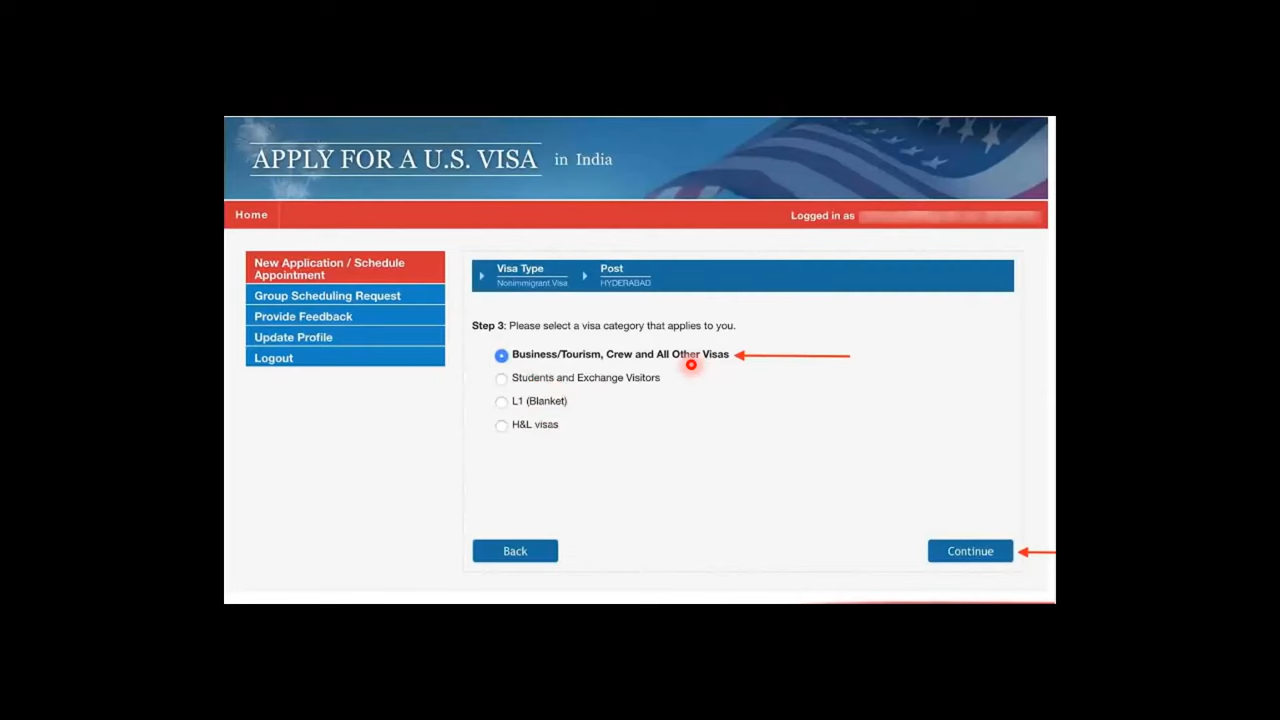 APPLY FOR A U.S. VISA in India
Home
Logged in as
New Application / Schedule
Appointment
Group Scheduling Request
Provide Feedback
Update Profile
Logout
Visa Type
Nonimmigrant Visa
Post
HYDERABAD
Step 3: Please select a visa category that applies to you.
Business/Tourism, Crew and All Other Visas
Students and Exchange Visitors
L1 (Blanket)
H&L visas
Back
Continue